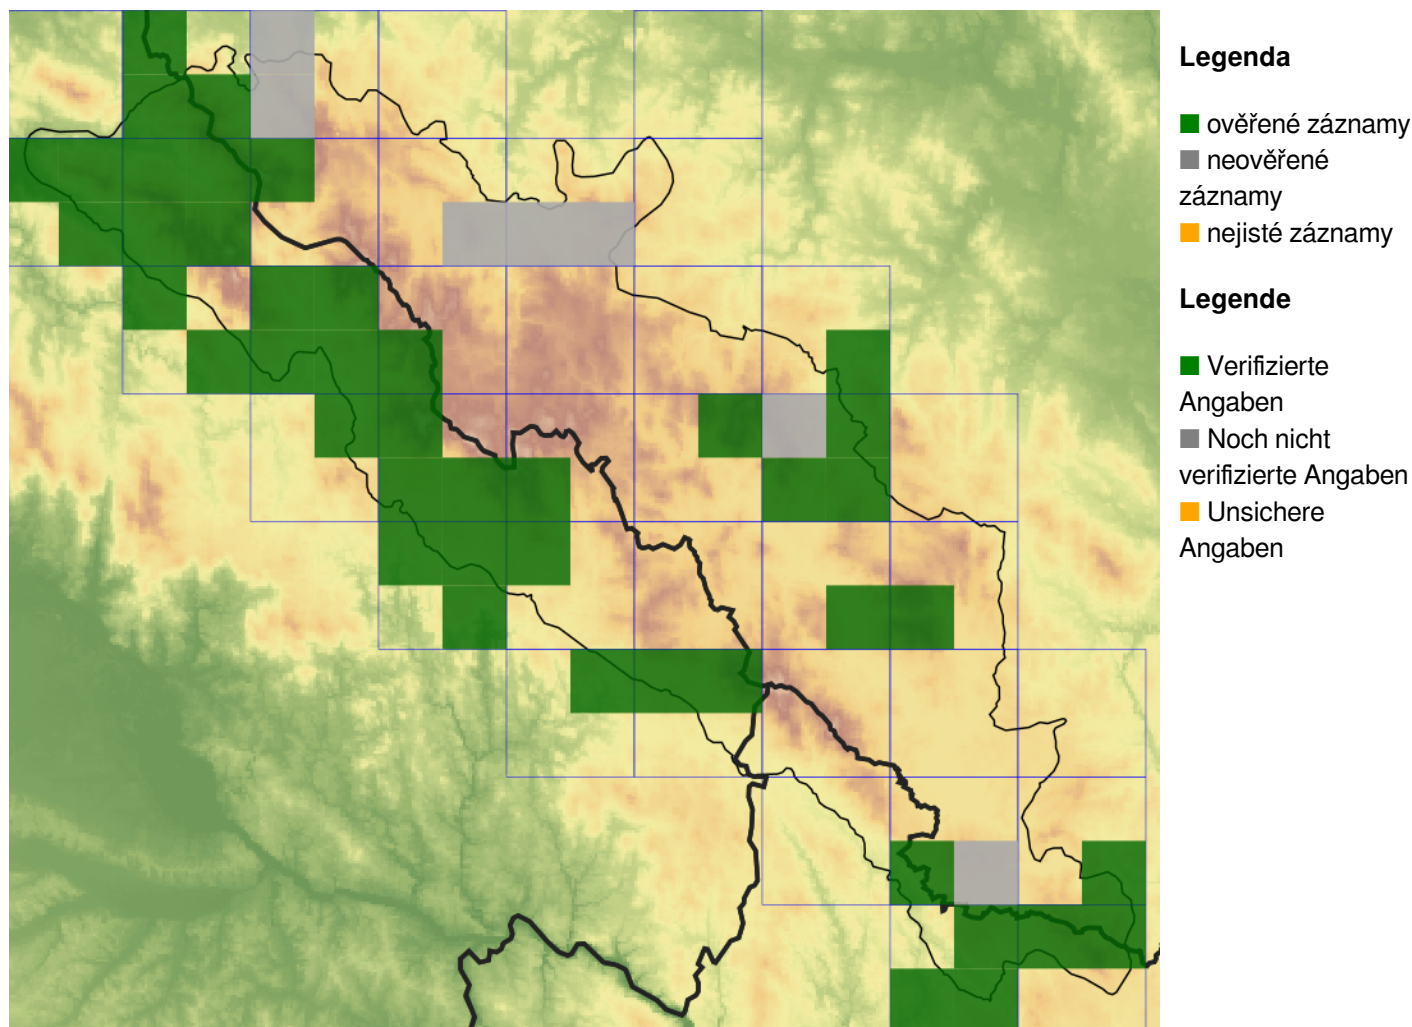 Legenda
ověřené záznamy
neověřené
záznamy
nejisté záznamy
Legende
Verifizierte
Angaben
Noch nicht
verifizierte Angaben
Unsichere
Angaben